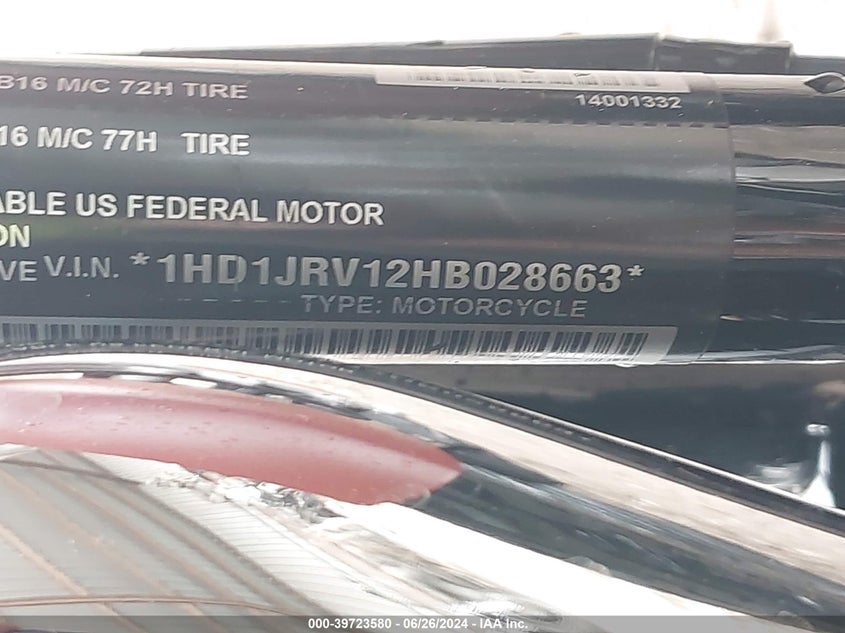 B16 M/C 72H TIRE
14001332
16 M/C 77H TIRE
ABLE US FEDERAL MOTOR
ON
VE V.I.N. *1HD1JRV12HB028663*
TYPE: MOTORCYCLE
000-39723580 - 06/26/2024 - IAA Inc.